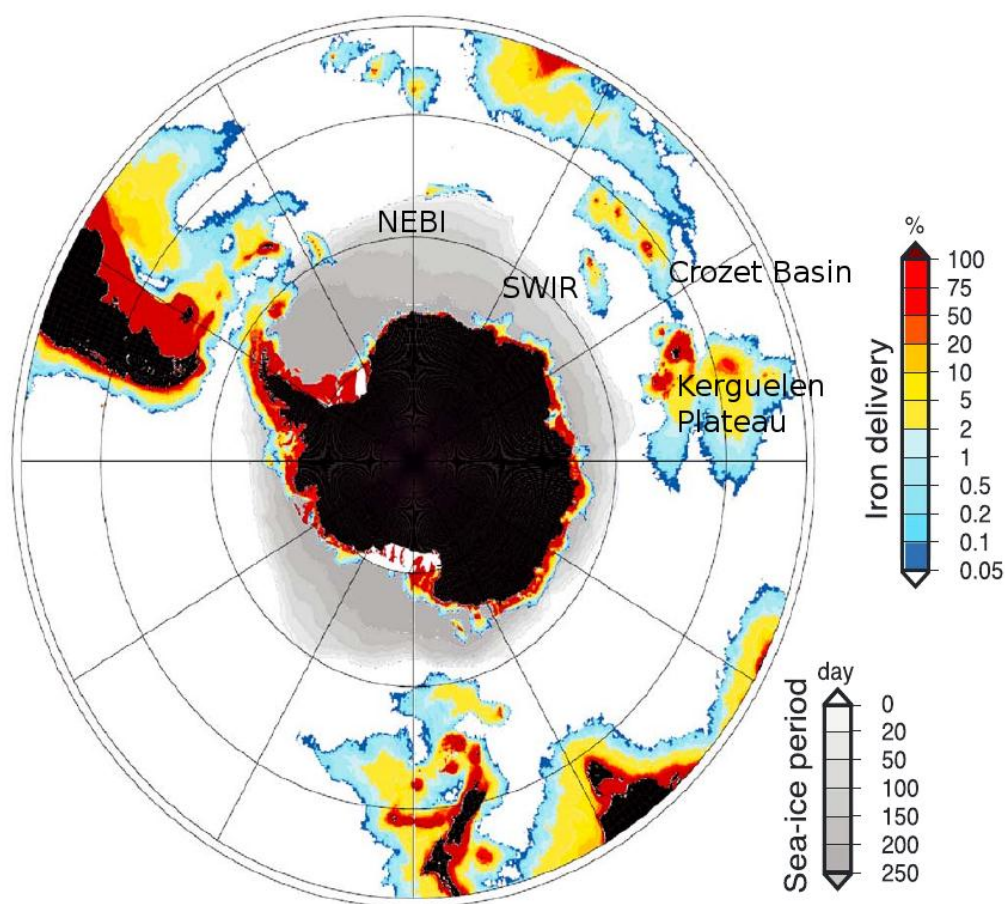 NEBI
SWIR
Crozet Basin
Kerguelen
Plateau
%
100
75
50
20
10
5
2
1
0.5
0.2
0.1
0.05
Iron delivery
day
0
20
50
100
150
200
250
Sea-ice period